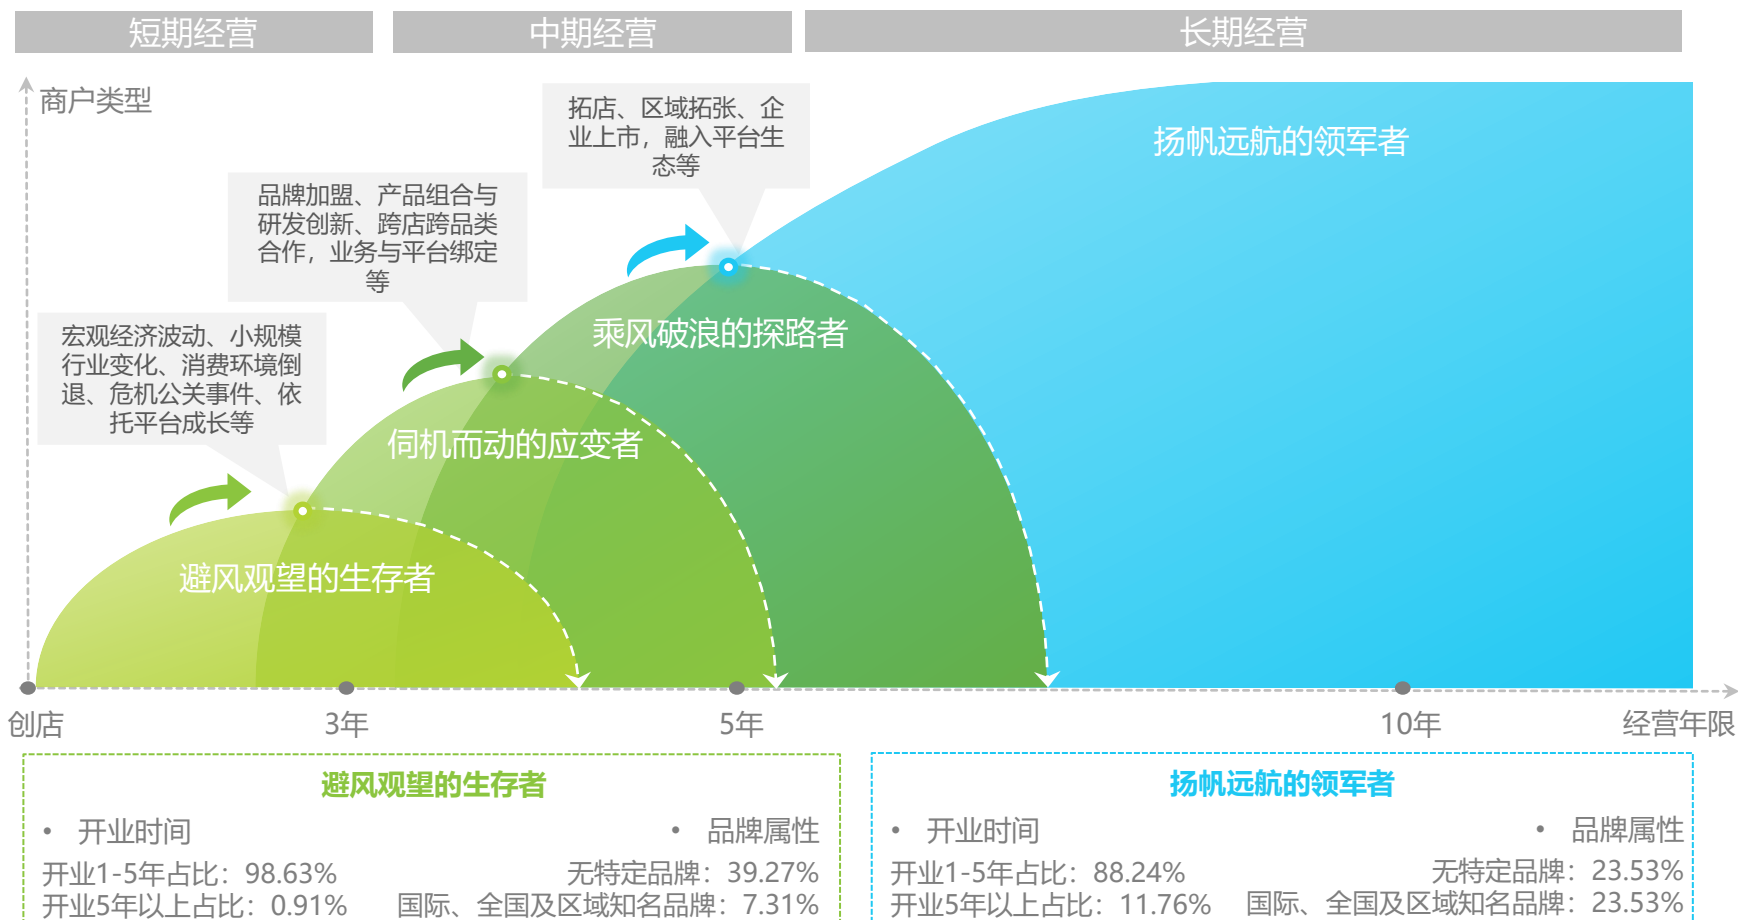 短期经营
中期经营
长期经营
商户类型
拓店、区域拓张、企
业上市，融入平台生
态等
扬帆远航的领军者
品牌加盟、产品组合与
研发创新、跨店跨品类
合作，业务与平台绑定
等
宏观经济波动、小规模
行业变化、消费环境倒
退、危机公关事件、依
托平台成长等
乘风破浪的探路者
伺机而动的应变者
避风观望的生存者
创店
3年
5年
10年
经营年限
避风观望的生存者
• 开业时间
开业1-5年占比：98.63%
开业5年以上占比：0.91%
• 品牌属性
无特定品牌：39.27%
国际、全国及区域知名品牌：7.31%
扬帆远航的领军者
• 开业时间
开业1-5年占比：88.24%
开业5年以上占比：11.76%
• 品牌属性
无特定品牌：23.53%
国际、全国及区域知名品牌：23.53%